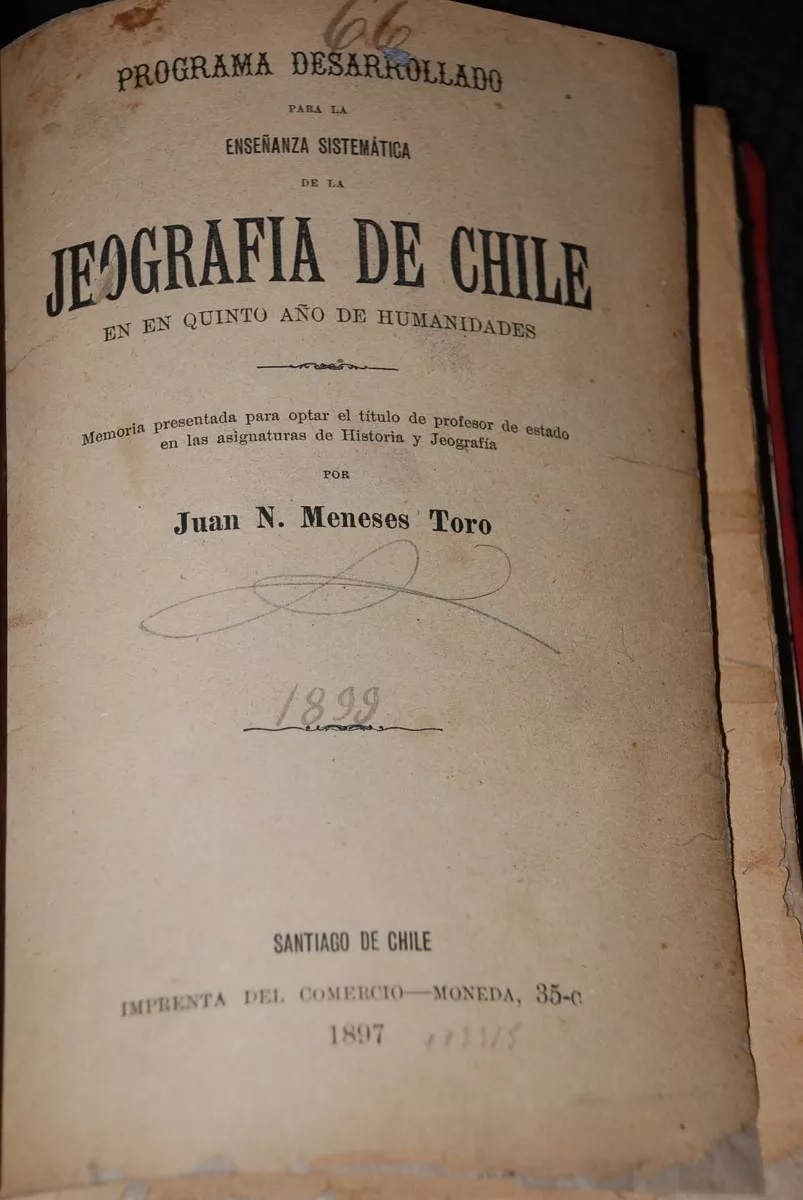 66
PROGRAMA DESARROLLADO
PARA LA
ENSEÑANZA SISTEMÁTICA
DE LA
JEOGRAFIA DE CHILE
EN EN QUINTO AÑO DE HUMANIDADES
Memoria presentada para optar el título de profesor de estado
en las asignaturas de Historia y Jeografía
POR
Juan N. Meneses Toro
1899
SANTIAGO DE CHILE
IMPRENTA DEL COMERCIO—MONEDA, 35-C
1897